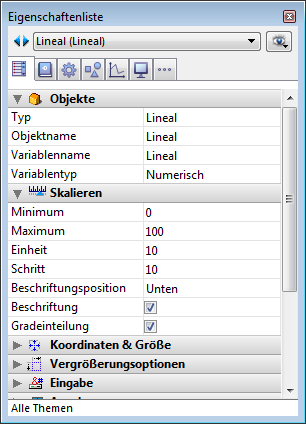 Eigenschaftenliste
Lineal (Lineal)
Objekte
Typ Lineal
Objektname Lineal
Variablenname Lineal
Variablentyp Numerisch
Skalieren
Minimum 0
Maximum 100
Einheit 10
Schritt 10
Beschriftungsposition Unten
Beschriftung
Gradeinteilung
Koordinaten & Größe
Vergrößerungsoptionen
Eingabe
Alle Themen